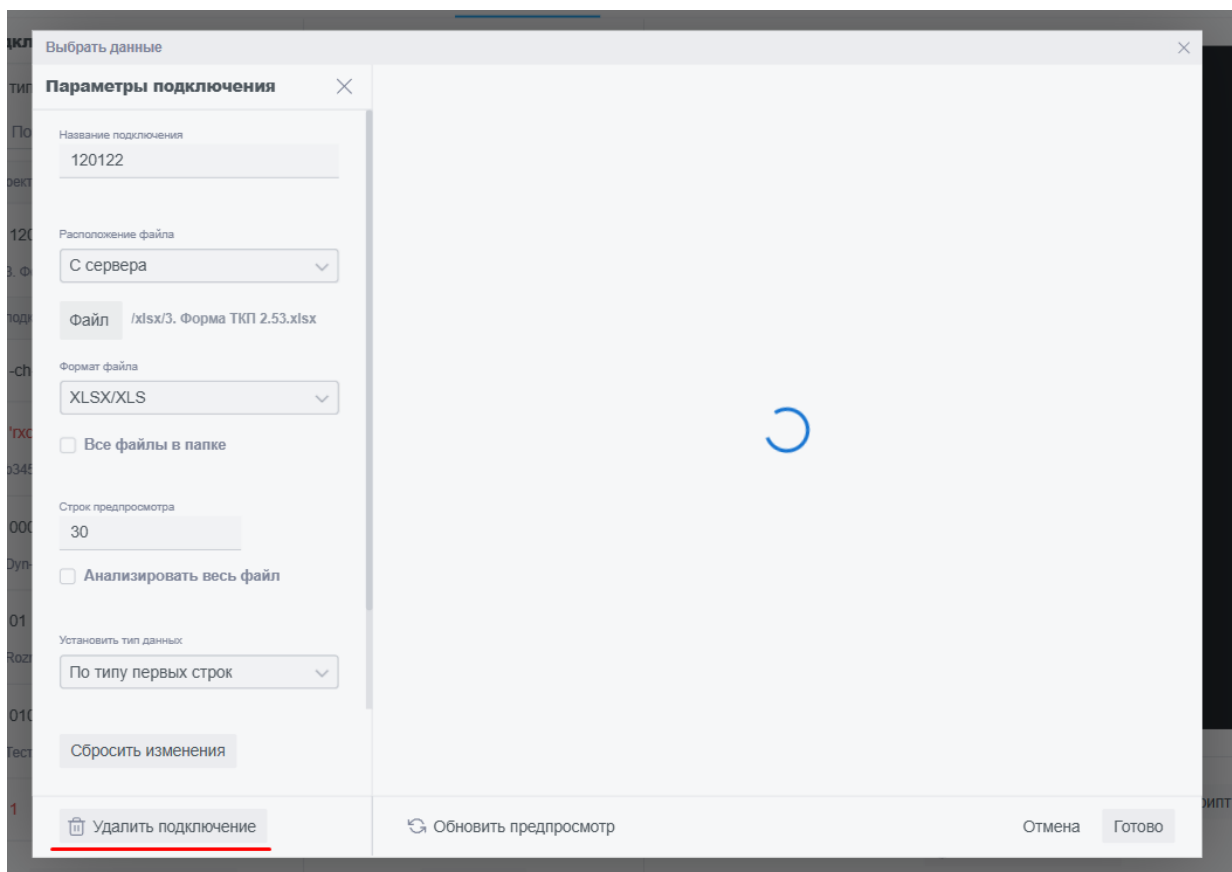 Выбрать данные
Параметры подключения
Название подключения
120122
Расположение файла
С сервера
Файл /xlsx/3. Форма ТКП 2.53.xlsx
Формат файла
XLSX/XLS
Все файлы в папке
Строк предпросмотра
30
Анализировать весь файл
Установить тип данных
По типу первых строк
Сбросить изменения
Удалить подключение
Обновить предпросмотр
Отмена
Готово